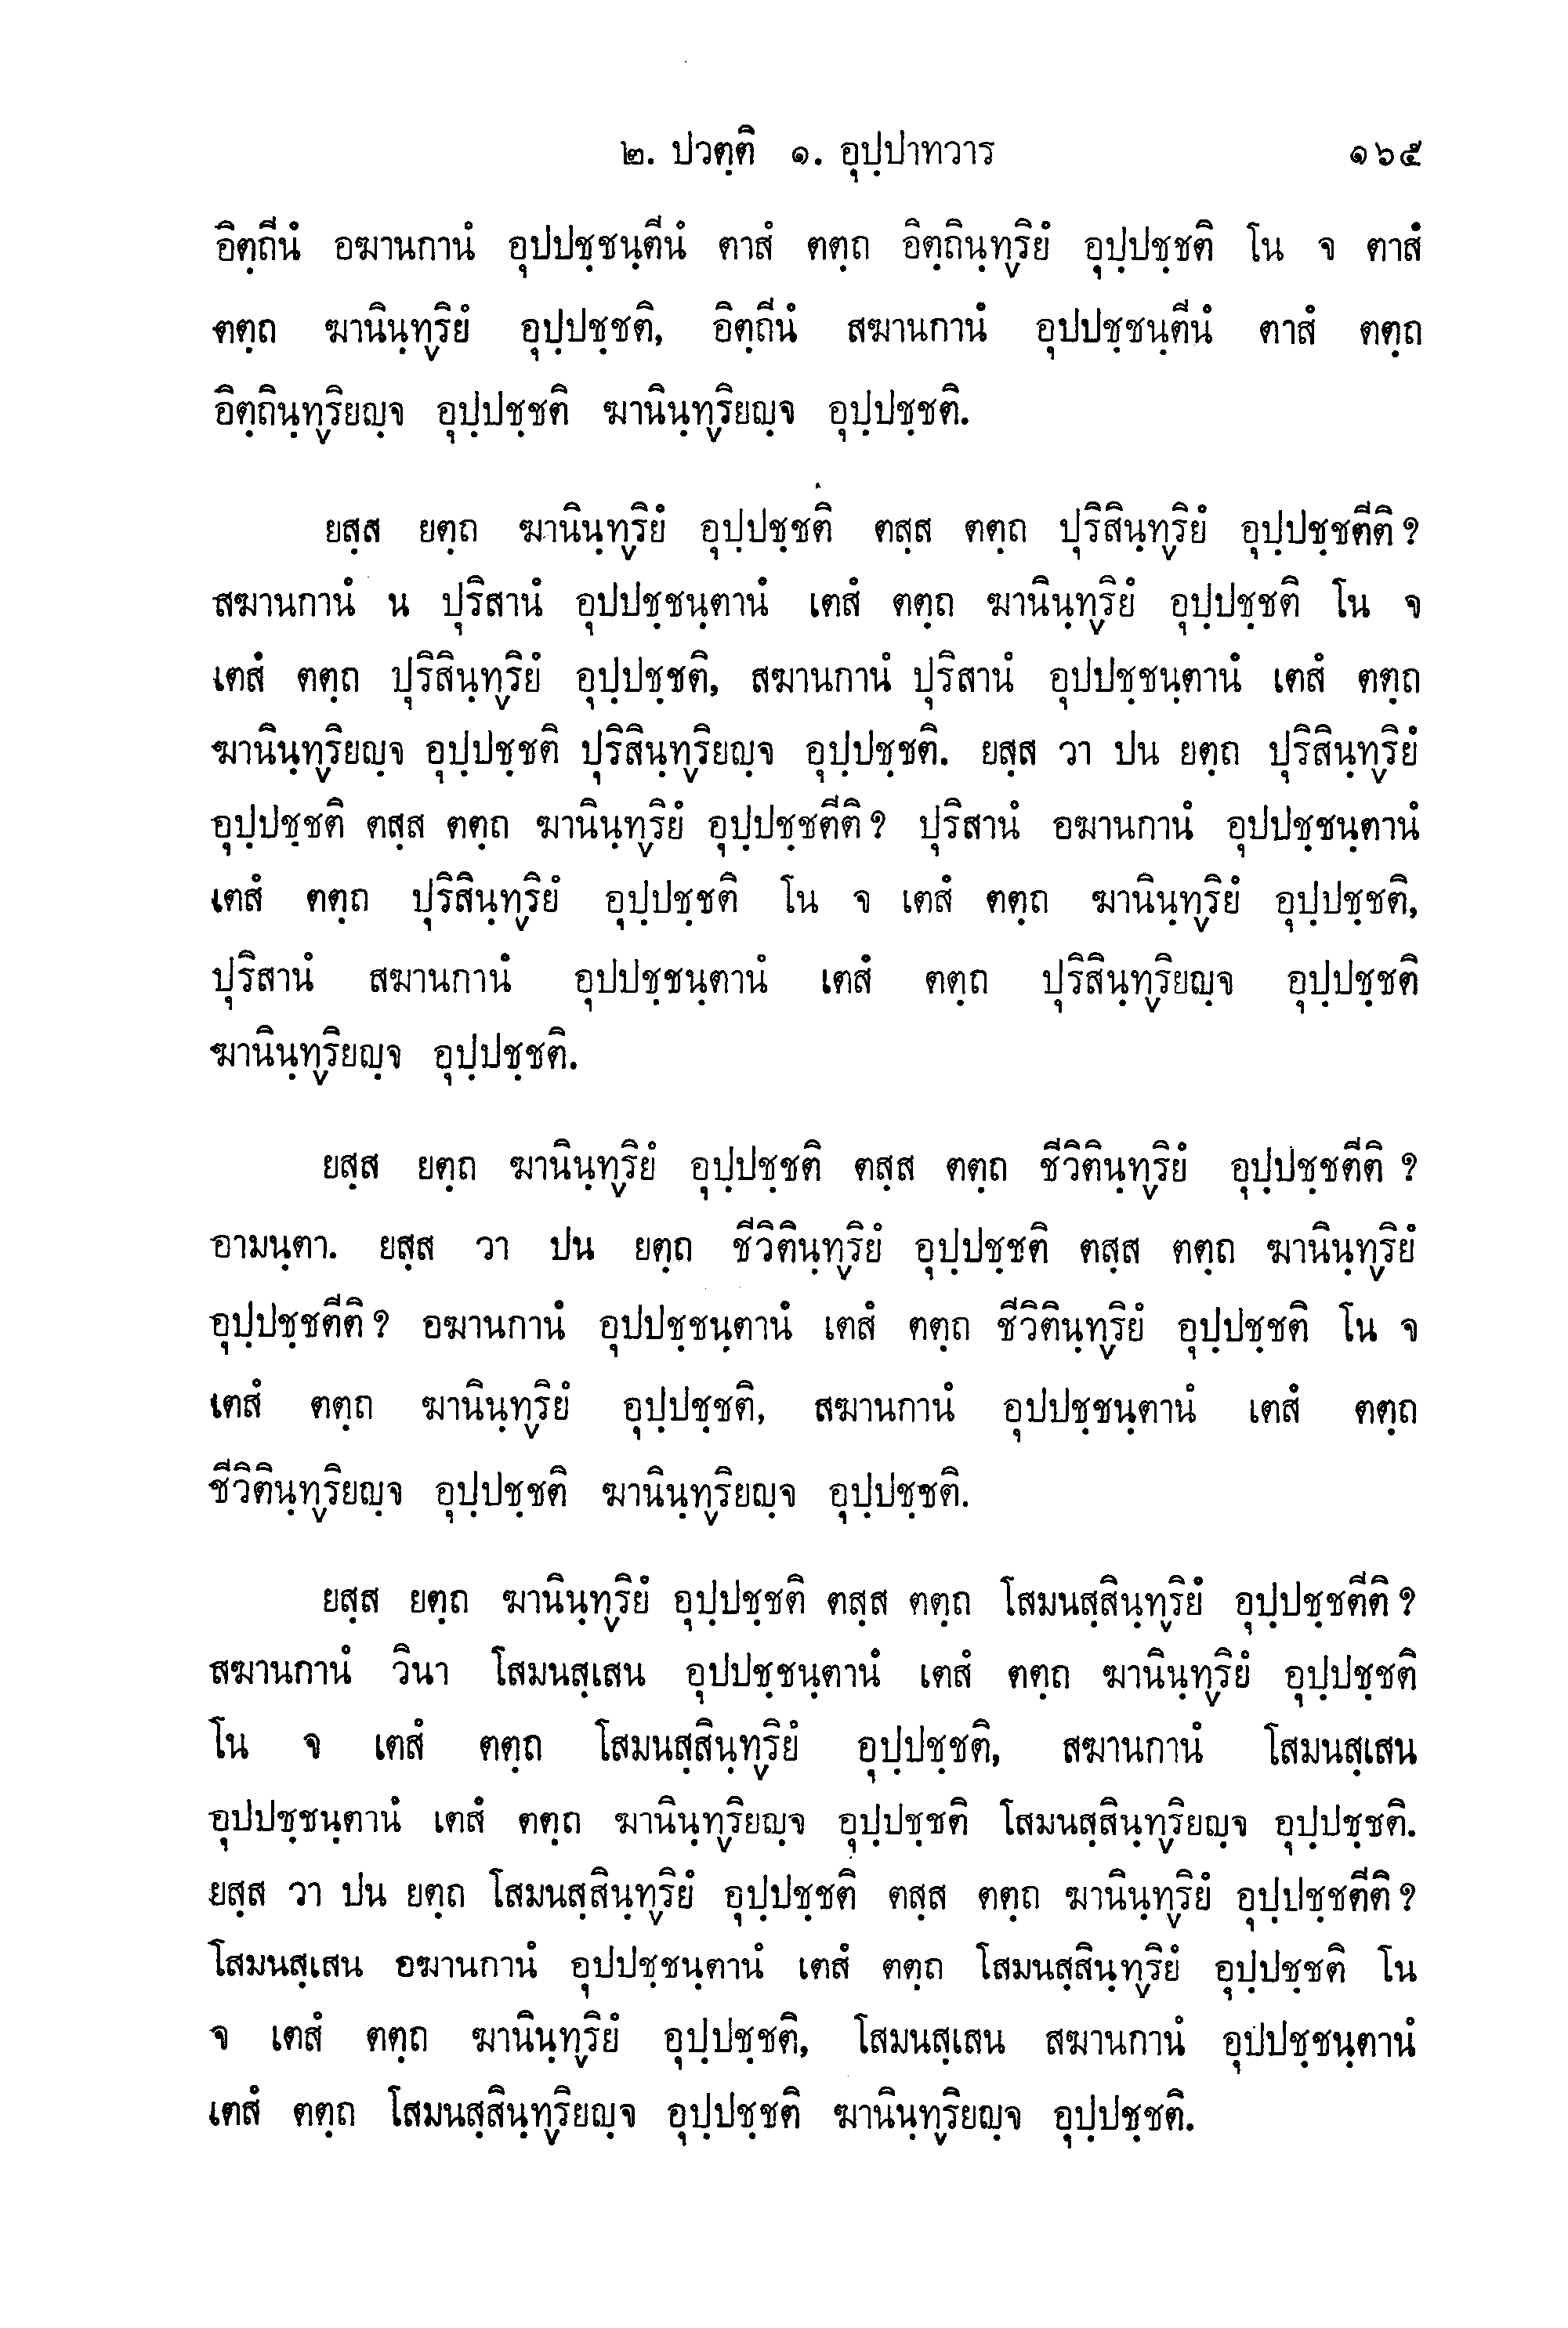 ๒. ปวตฺติ ๑. อุปฺปาทวาร ๑๖๕
อิตฺถีนํ อฆานกานํ อุปปชฺชนฺตีนํ ตาสํ ตตฺถ อิตฺถินฺทฺริยํ อุปฺปชฺชติ โน จ ตาสํ
ตตฺถ ฆานินฺทฺริยํ อุปฺปชฺชติ, อิตฺถีนํ สฆานกานํ อุปปชฺชนฺตีนํ ตาสํ ตตฺถ
อิตฺถินฺทฺริยญฺจ อุปฺปชฺชติ ฆานินฺทฺริยญฺจ อุปฺปชฺชติ.
ยสฺส ยตฺถ ฆานินฺทฺริยํ อุปฺปชฺชติ ตสฺส ตตฺถ ปุริสินฺทฺริยํ อุปฺปชฺชตีติ ?
สฆานกานํ น ปุริสานํ อุปปชฺชนฺตานํ เตสํ ตตฺถ ฆานินฺทฺริยํ อุปฺปชฺชติ โน จ
เตสํ ตตฺถ ปุริสินฺทฺริยํ อุปฺปชฺชติ, สฆานกานํ ปุริสานํ อุปปชฺชนฺตานํ เตสํ ตตฺถ
ฆานินฺทฺริยญฺจ อุปฺปชฺชติ ปุริสินฺทฺริยญฺจ อุปฺปชฺชติ. ยสฺส วา ปน ยตฺถ ปุริสินฺทฺริยํ
อุปฺปชฺชติ ตสฺส ตตฺถ ฆานินฺทฺริยํ อุปฺปชฺชตีติ ? ปุริสานํ อฆานกานํ อุปปชฺชนฺตานํ
เตสํ ตตฺถ ปุริสินฺทฺริยํ อุปฺปชฺชติ โน จ เตสํ ตตฺถ ฆานินฺทฺริยํ อุปฺปชฺชติ,
ปุริสานํ สฆานกานํ อุปปชฺชนฺตานํ เตสํ ตตฺถ ปุริสินฺทฺริยญฺจ อุปฺปชฺชติ
ฆานินฺทฺริยญฺจ อุปฺปชฺชติ.
ยสฺส ยตฺถ ฆานินฺทฺริยํ อุปฺปชฺชติ ตสฺส ตตฺถ ชีวิตินฺทฺริยํ อุปฺปชฺชตีติ ?
อามนฺตา. ยสฺส วา ปน ยตฺถ ชีวิตินฺทฺริยํ อุปฺปชฺชติ ตสฺส ตตฺถ ฆานินฺทฺริยํ
อุปฺปชฺชตีติ ? อฆานกานํ อุปปชฺชนฺตานํ เตสํ ตตฺถ ชีวิตินฺทฺริยํ อุปฺปชฺชติ โน จ
เตสํ ตตฺถ ฆานินฺทฺริยํ อุปฺปชฺชติ, สฆานกานํ อุปปชฺชนฺตานํ เตสํ ตตฺถ
ชีวิตินฺทฺริยญฺจ อุปฺปชฺชติ ฆานินฺทฺริยญฺจ อุปฺปชฺชติ.
ยสฺส ยตฺถ ฆานินฺทฺริยํ อุปฺปชฺชติ ตสฺส ตตฺถ โสมนสฺสินฺทฺริยํ อุปฺปชฺชตีติ ?
สฆานกานํ วินา โสมนสฺเสน อุปปชฺชนฺตานํ เตสํ ตตฺถ ฆานินฺทฺริยํ อุปฺปชฺชติ
โน จ เตสํ ตตฺถ โสมนสฺสินฺทฺริยํ อุปฺปชฺชติ, สฆานกานํ โสมนสฺเสน
อุปปชฺชนฺตานํ เตสํ ตตฺถ ฆานินฺทฺริยญฺจ อุปฺปชฺชติ โสมนสฺสินฺทฺริยญฺจ อุปฺปชฺชติ.
ยสฺส วา ปน ยตฺถ โสมนสฺสินฺทฺริยํ อุปฺปชฺชติ ตสฺส ตตฺถ ฆานินฺทฺริยํ อุปฺปชฺชตีติ ?
โสมนสฺเสน อฆานกานํ อุปปชฺชนฺตานํ เตสํ ตตฺถ โสมนสฺสินฺทฺริยํ อุปฺปชฺชติ โน
จ เตสํ ตตฺถ ฆานินฺทฺริยํ อุปฺปชฺชติ, โสมนสฺเสน สฆานกานํ อุปปชฺชนฺตานํ
เตสํ ตตฺถ โสมนสฺสินฺทฺริยญฺจ อุปฺปชฺชติ ฆานินฺทฺริยญฺจ อุปฺปชฺชติ.